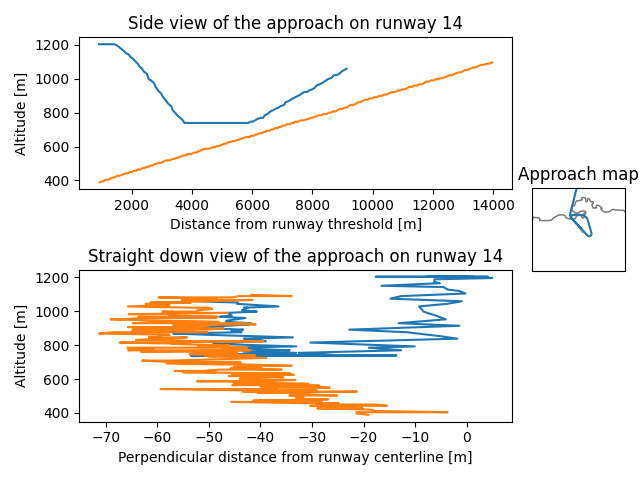 Side view of the approach on runway 14
1200
1000
800
600
400
Altitude [m]
2000 4000 6000 8000 10000 12000 14000
Distance from runway threshold [m]
Approach map
Straight down view of the approach on runway 14
1200
1000
800
600
400
Altitude [m]
−70 −60 −50 −40 −30 −20 −10 0
Perpendicular distance from runway centerline [m]